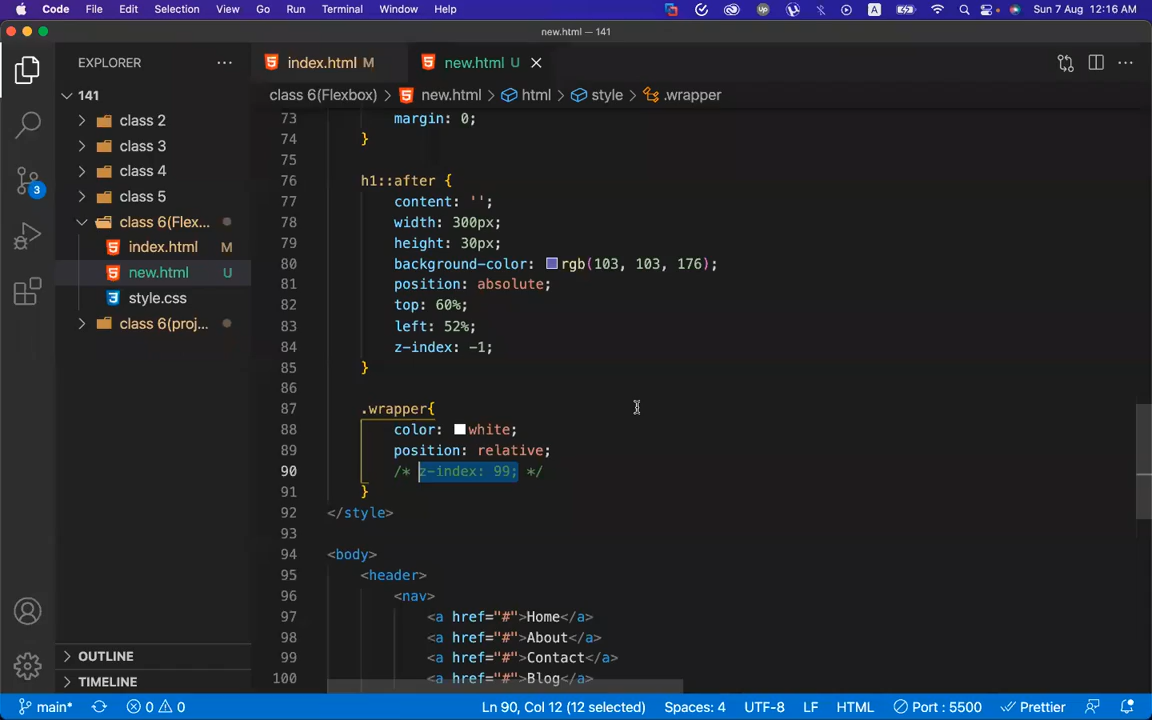 Code File Edit Selection View Go Run Terminal Window Help A Sun 7 Aug 12:16 AM
new.html — 141
EXPLORER
index.html M
new.html U
141
class 6(Flexbox) > new.html > html > style > .wrapper
class 2
class 3
class 4
class 5
class 6(Flex...
index.html M
new.html U
style.css
class 6(proj...
OUTLINE
TIMELINE
3
73 margin: 0;
74 }
75
76 h1::after {
77 content: '';
78 width: 300px;
79 height: 30px;
80 background-color: rgb(103, 103, 176);
81 position: absolute;
82 top: 60%;
83 left: 52%;
84 z-index: -1;
85 }
86
87 .wrapper{
88 color: white;
89 position: relative;
90 /* z-index: 99; */
91 }
92 </style>
93
94 <body>
95 <header>
96 <nav>
97 <a href="#">Home</a>
98 <a href="#">About</a>
99 <a href="#">Contact</a>
100 <a href="#">Blog</a>
main* 0 0 Ln 90, Col 12 (12 selected) Spaces: 4 UTF-8 LF HTML Port : 5500 Prettier